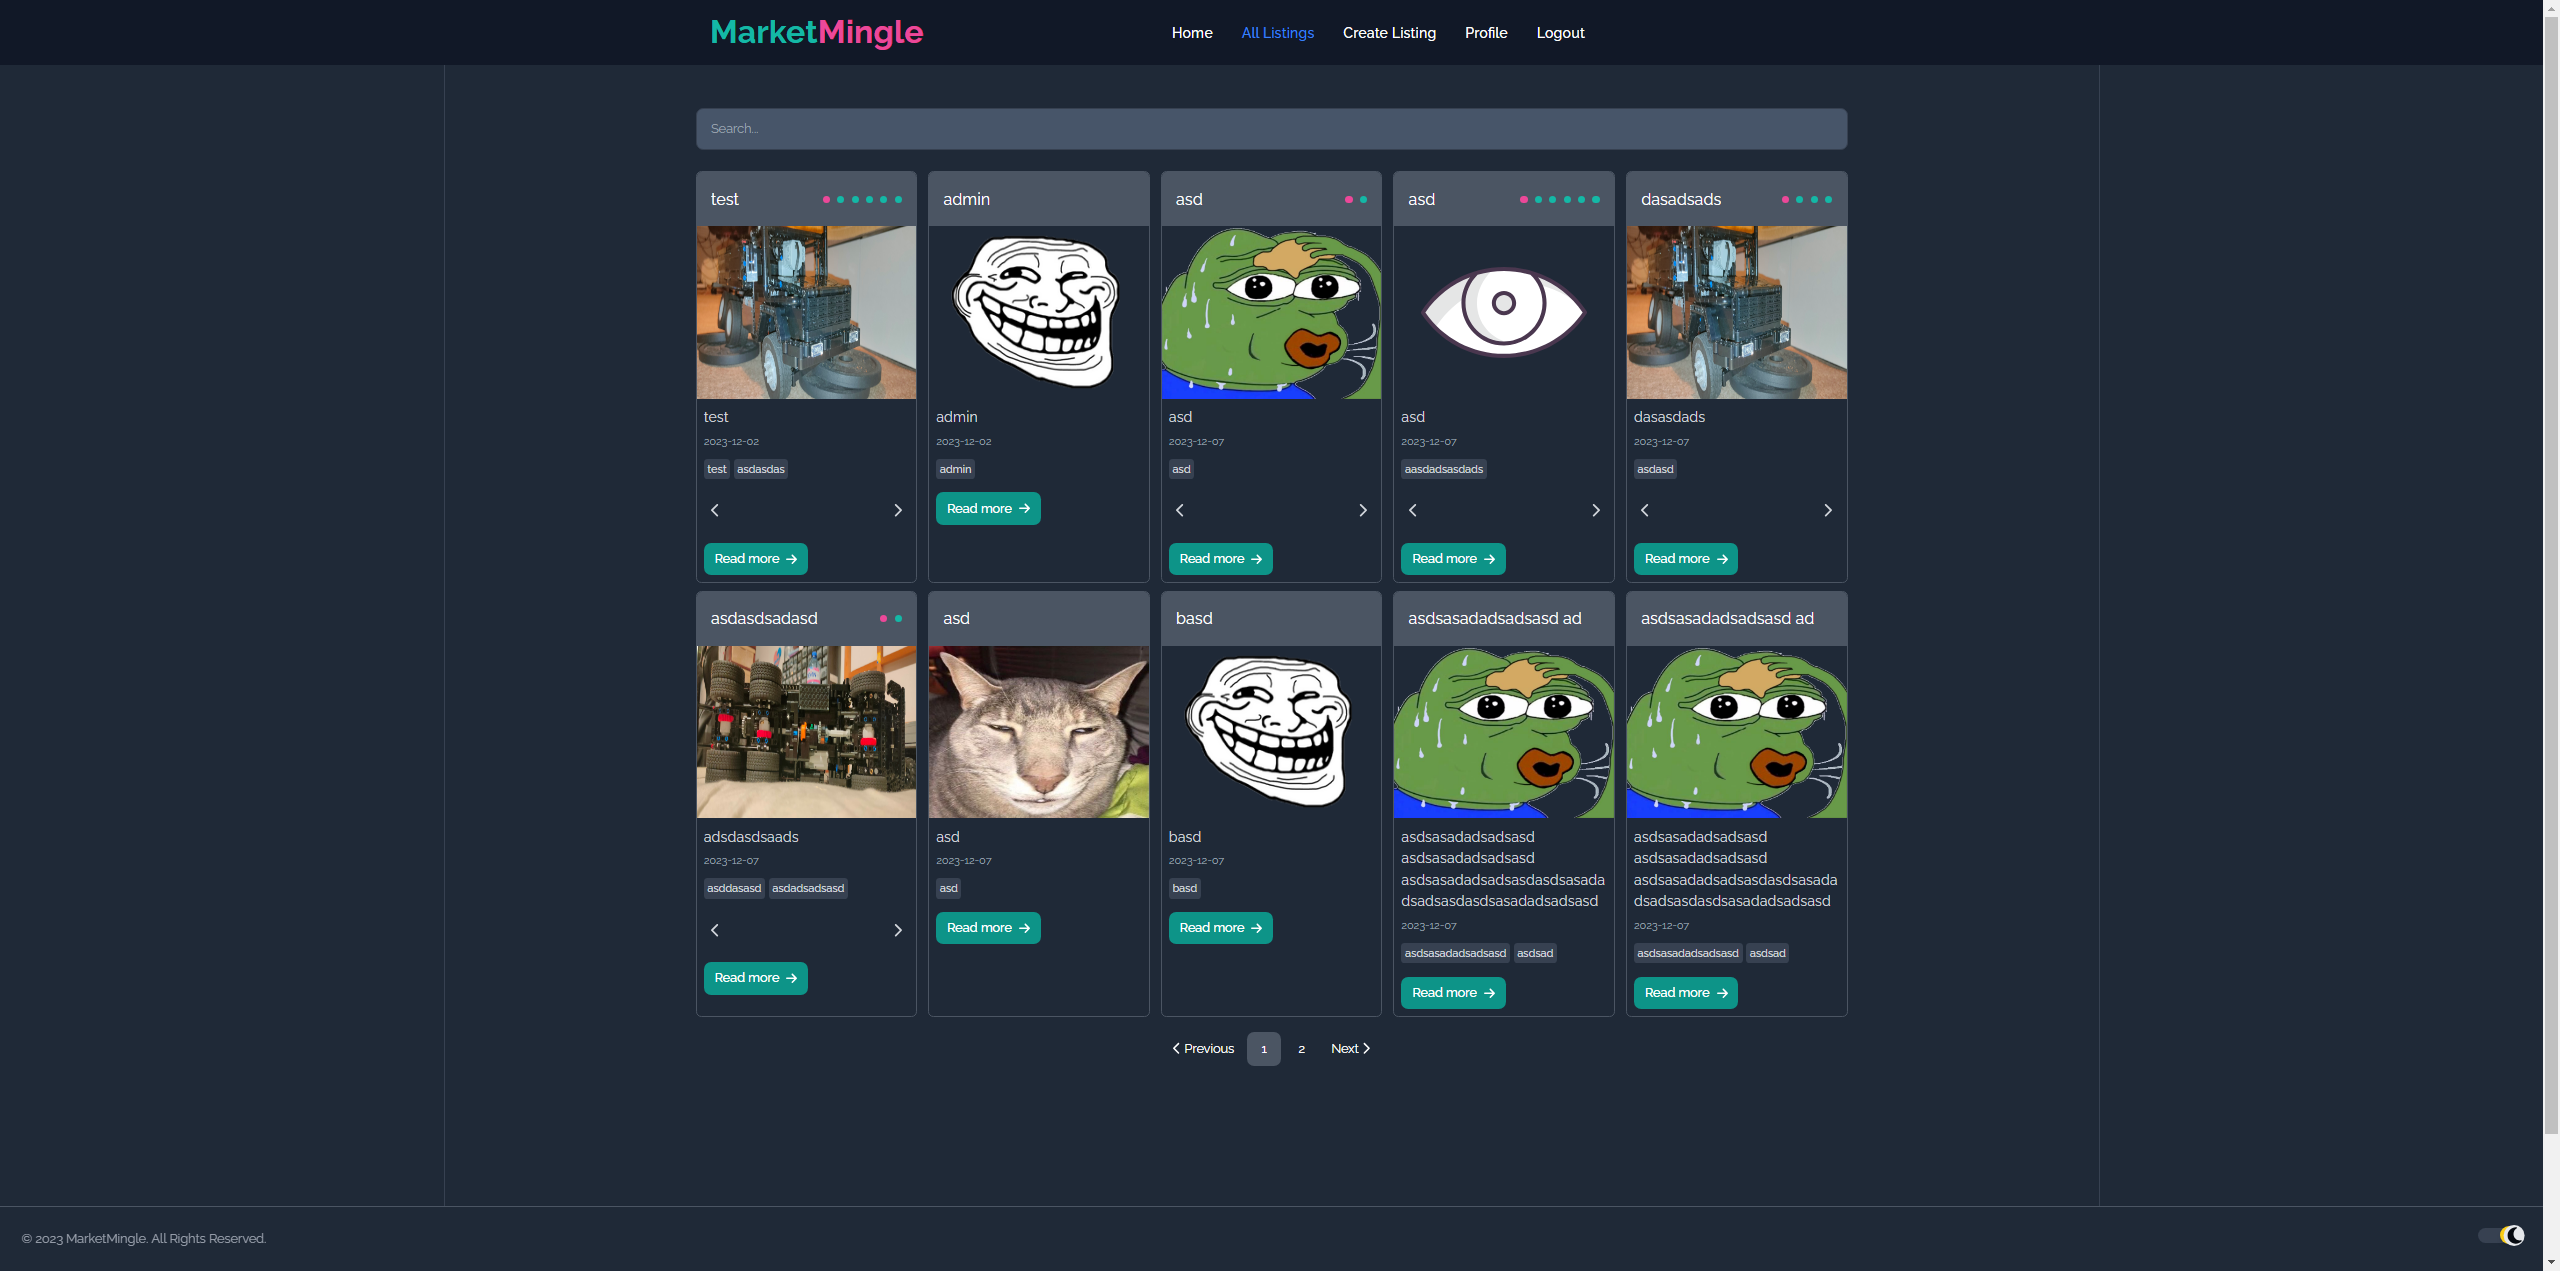 MarketMingle
Home All Listings Create Listing Profile Logout
Search...
test
test
2023-12-02
test asdasdas
Read more
admin
admin
2023-12-02
admin
Read more
asd
asd
2023-12-07
asd
Read more
asd
asd
2023-12-07
aasdadsasdads
Read more
dasadsads
dasasdads
2023-12-07
asdasd
Read more
asdasdsadasd
adsdasdsaads
2023-12-07
asddasasd asdadsadsasd
Read more
asd
asd
2023-12-07
asd
Read more
basd
basd
2023-12-07
basd
Read more
asdsasadadsadsasd ad
asdsasadadsadsasd
asdsasadadsadsasd
asdsasadadsadsasdasdsasada
dsadsasdasdsasadadsadsasd
2023-12-07
asdsasadadsadsasd asdsad
Read more
asdsasadadsadsasd ad
asdsasadadsadsasd
asdsasadadsadsasd
asdsasadadsadsasdasdsasada
dsadsasdasdsasadadsadsasd
2023-12-07
asdsasadadsadsasd asdsad
Read more
Previous 1 2 Next
© 2023 MarketMingle. All Rights Reserved.